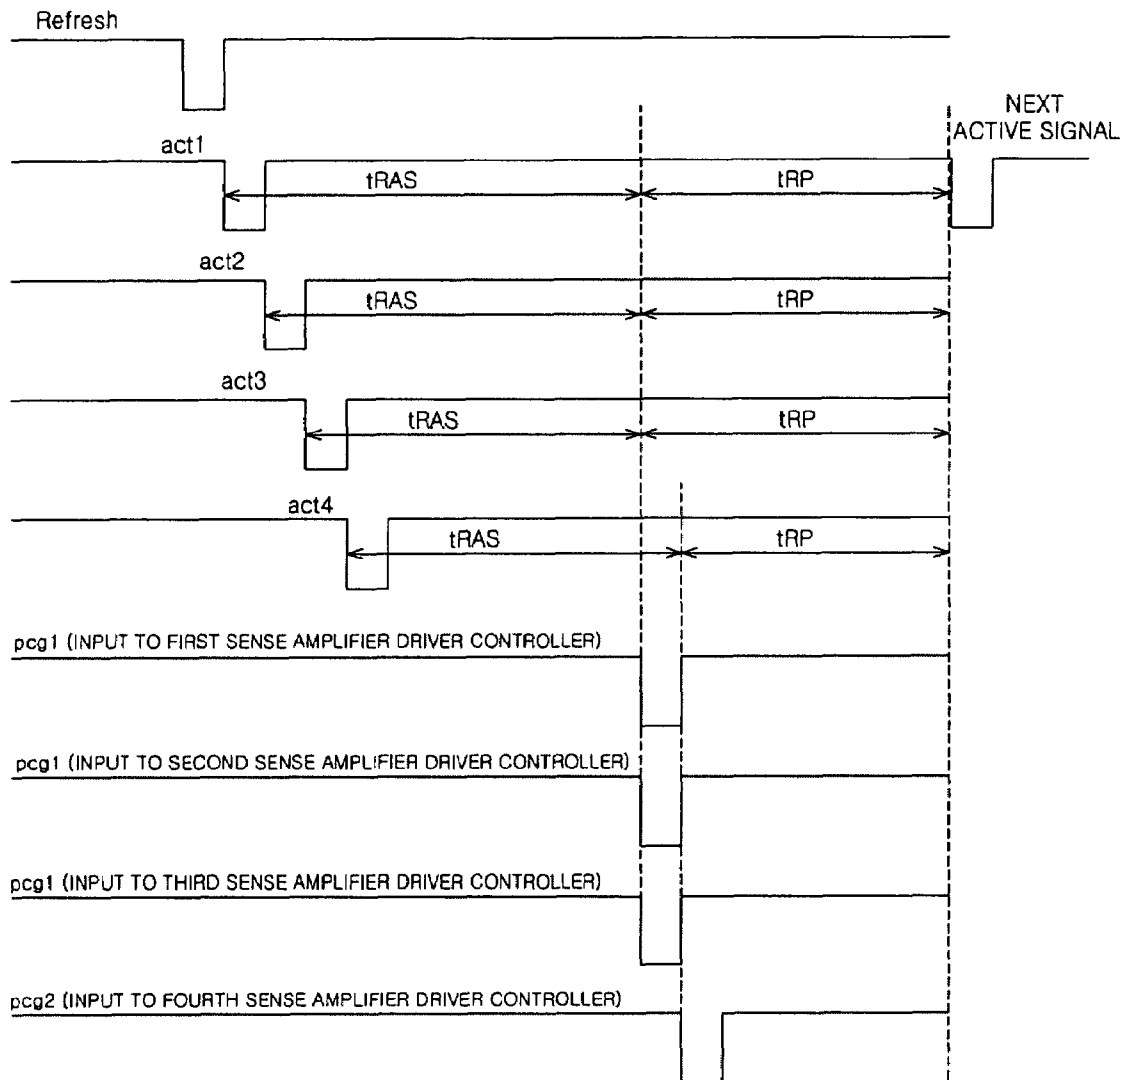 Refresh
NEXT
ACTIVE SIGNAL
act1
tRAS
tRP
act2
tRAS
tRP
act3
tRAS
tRP
act4
tRAS
tRP
pcg1 (INPUT TO FIRST SENSE AMPLIFIER DRIVER CONTROLLER)
pcg1 (INPUT TO SECOND SENSE AMPLIFIER DRIVER CONTROLLER)
pcg1 (INPUT TO THIRD SENSE AMPLIFIER DRIVER CONTROLLER)
pcg2 (INPUT TO FOURTH SENSE AMPLIFIER DRIVER CONTROLLER)